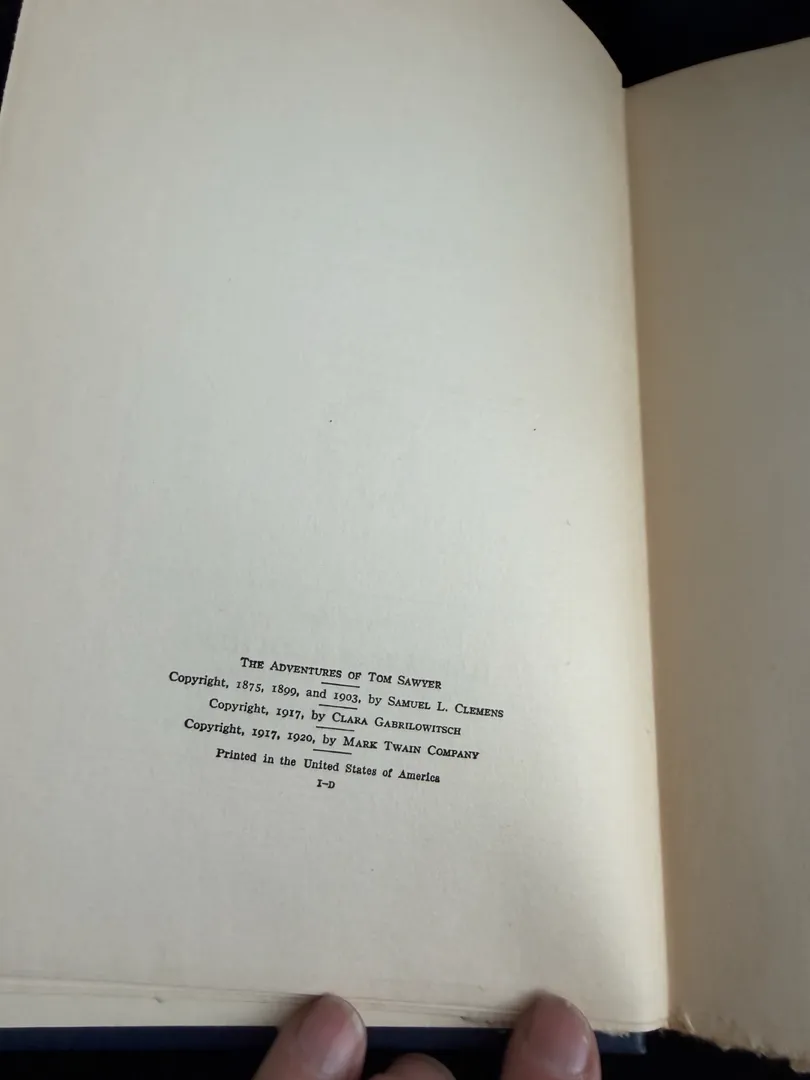 THE ADVENTURES OF TOM SAWYER
Copyright, 1875, 1899, and 1903, by SAMUEL L. CLEMENS
Copyright, 1917, by CLARA GABRILOWITSCH
Copyright, 1917, 1920, by MARK TWAIN COMPANY
Printed in the United States of America
I-D